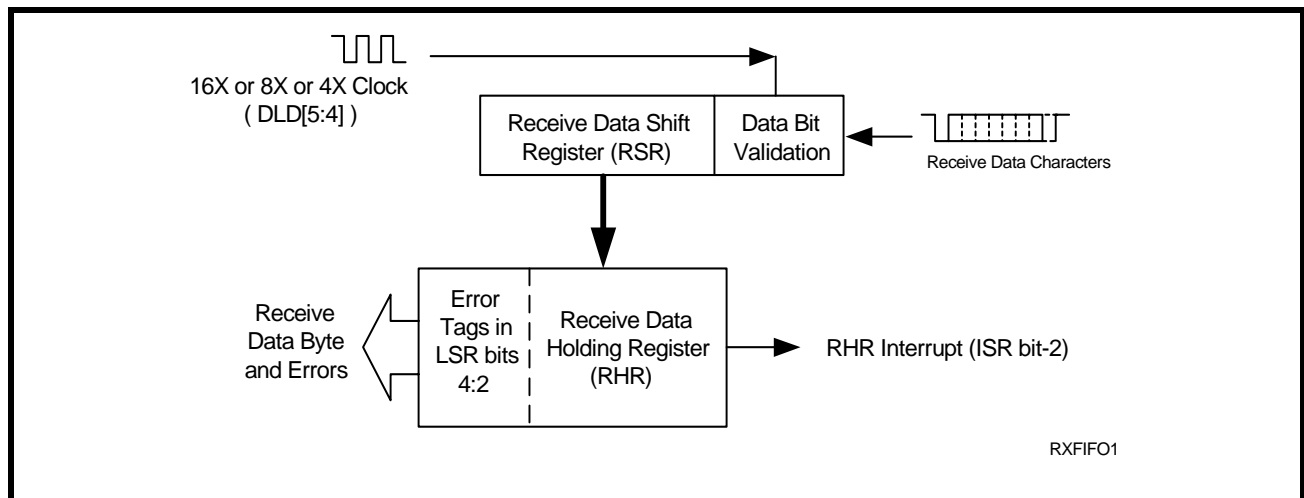 16X or 8X or 4X Clock
( DLD[5:4] )
Receive Data Shift
Register (RSR)
Data Bit
Validation
Receive Data Characters
Receive
Data Byte
and Errors
Error
Tags in
LSR bits
4:2
Receive Data
Holding Register
(RHR)
RHR Interrupt (ISR bit-2)
RXFIFO1